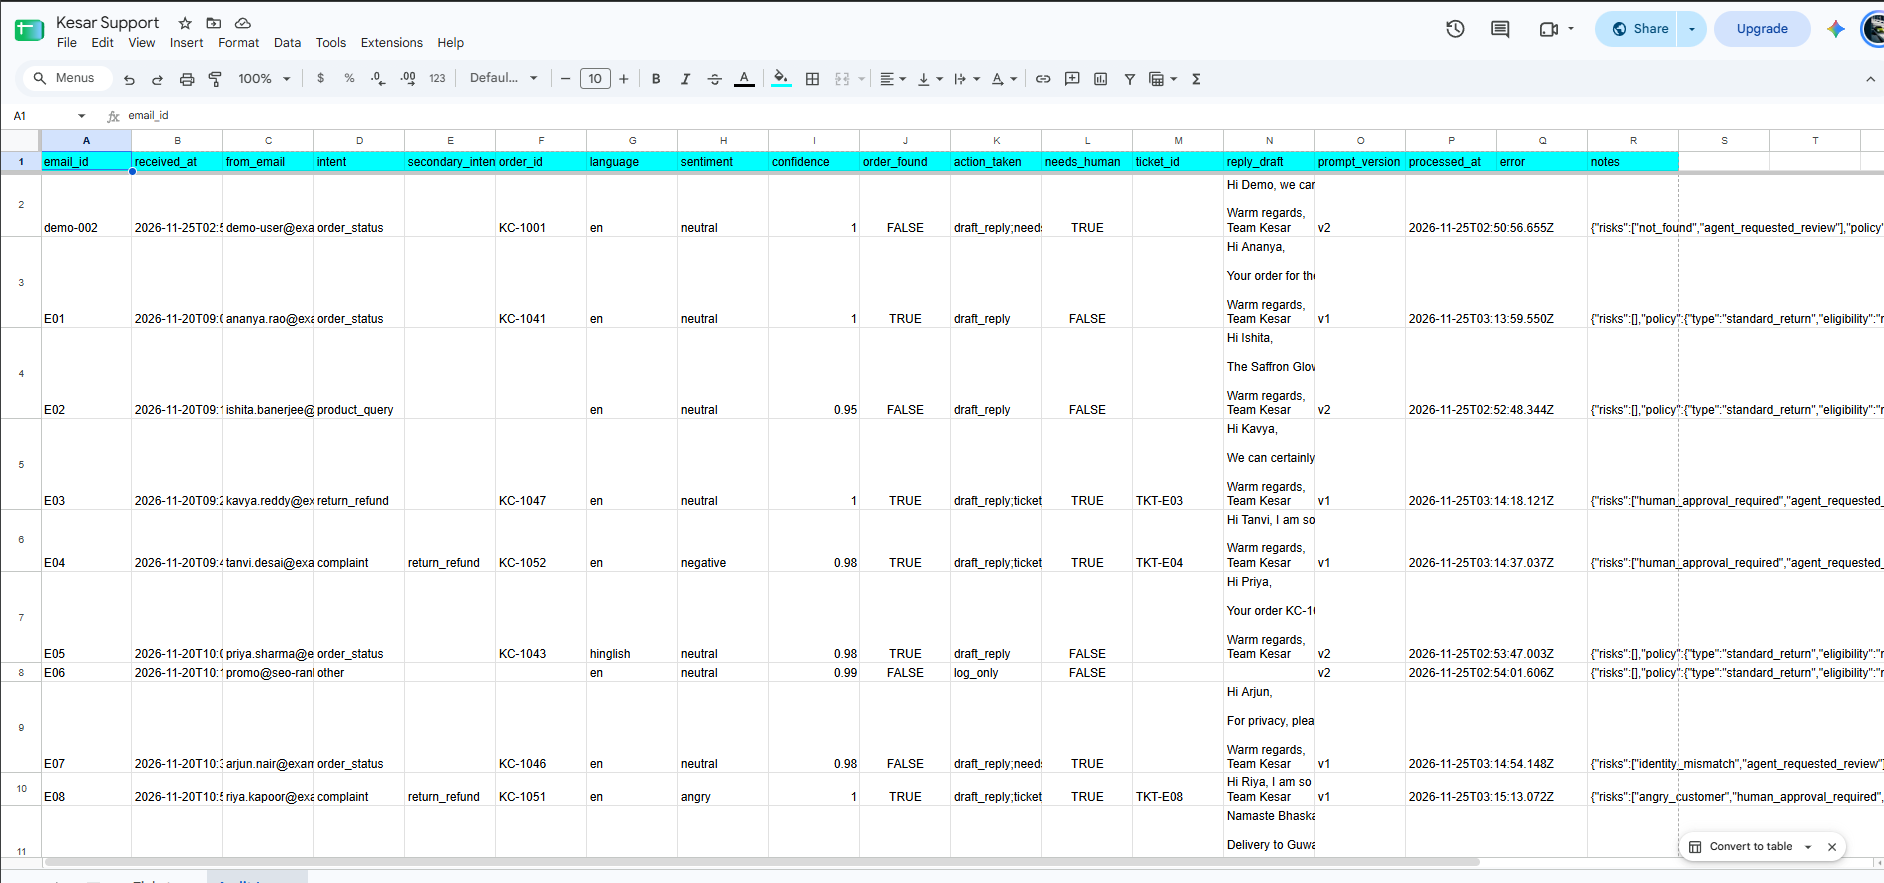 Kesar Support
File Edit View Insert Format Data Tools Extensions Help
Share
Upgrade
Menus
100%
$ % .0 .00 123
Defaul...
10
B I A
A1
email_id
A B C D E F G H I J K L M N O P Q R S T
1 email_id received_at from_email intent secondary_inten order_id language sentiment confidence order_found action_taken needs_human ticket_id reply_draft prompt_version processed_at error notes
Hi Demo, we can
2
Warm regards,
demo-002 2026-11-25T02:5 demo-user@exa order_status KC-1001 en neutral 1 FALSE draft_reply;need TRUE Team Kesar v2 2026-11-25T02:50:56.655Z {"risks":["not_found","agent_requested_review"],"policy"
Hi Ananya,
3
Your order for the
Warm regards,
E01 2026-11-20T09:0 ananya.rao@exa order_status KC-1041 en neutral 1 TRUE draft_reply FALSE Team Kesar v1 2026-11-25T03:13:59.550Z {"risks":[],"policy":{"type":"standard_return","eligibility":"r
Hi Ishita,
4
The Saffron Glow
Warm regards,
E02 2026-11-20T09:1 ishita.banerjee@ product_query en neutral 0.95 FALSE draft_reply FALSE Team Kesar v2 2026-11-25T02:52:48.344Z {"risks":[],"policy":{"type":"standard_return","eligibility":"r
Hi Kavya,
5
We can certainly
Warm regards,
E03 2026-11-20T09:2 kavya.reddy@ex return_refund KC-1047 en neutral 1 TRUE draft_reply;ticket TRUE TKT-E03 Team Kesar v1 2026-11-25T03:14:18.121Z {"risks":["human_approval_required","agent_requested_
Hi Tanvi, I am so
6
Warm regards,
E04 2026-11-20T09:4 tanvi.desai@exa complaint return_refund KC-1052 en negative 0.98 TRUE draft_reply;ticket TRUE TKT-E04 Team Kesar v1 2026-11-25T03:14:37.037Z {"risks":["human_approval_required","agent_requested_
Hi Priya,
7
Your order KC-10
Warm regards,
E05 2026-11-20T10:0 priya.sharma@e order_status KC-1043 hinglish neutral 0.98 TRUE draft_reply FALSE Team Kesar v2 2026-11-25T02:53:47.003Z {"risks":[],"policy":{"type":"standard_return","eligibility":"r
8 E06 2026-11-20T10:1 promo@seo-ran other en neutral 0.99 FALSE log_only FALSE v2 2026-11-25T02:54:01.606Z {"risks":[],"policy":{"type":"standard_return","eligibility":"r
Hi Arjun,
9
For privacy, plea
Warm regards,
E07 2026-11-20T10:3 arjun.nair@exam order_status KC-1046 en neutral 0.98 FALSE draft_reply;need TRUE Team Kesar v1 2026-11-25T03:14:54.148Z {"risks":["identity_mismatch","agent_requested_review"]
10
Hi Riya, I am so
E08 2026-11-20T10:5 riya.kapoor@exa complaint return_refund KC-1051 en angry 1 TRUE draft_reply;ticket TRUE TKT-E08 Team Kesar v1 2026-11-25T03:15:13.072Z {"risks":["angry_customer","human_approval_required",
Namaste Bhaska
Delivery to Guwa
11
Convert to table